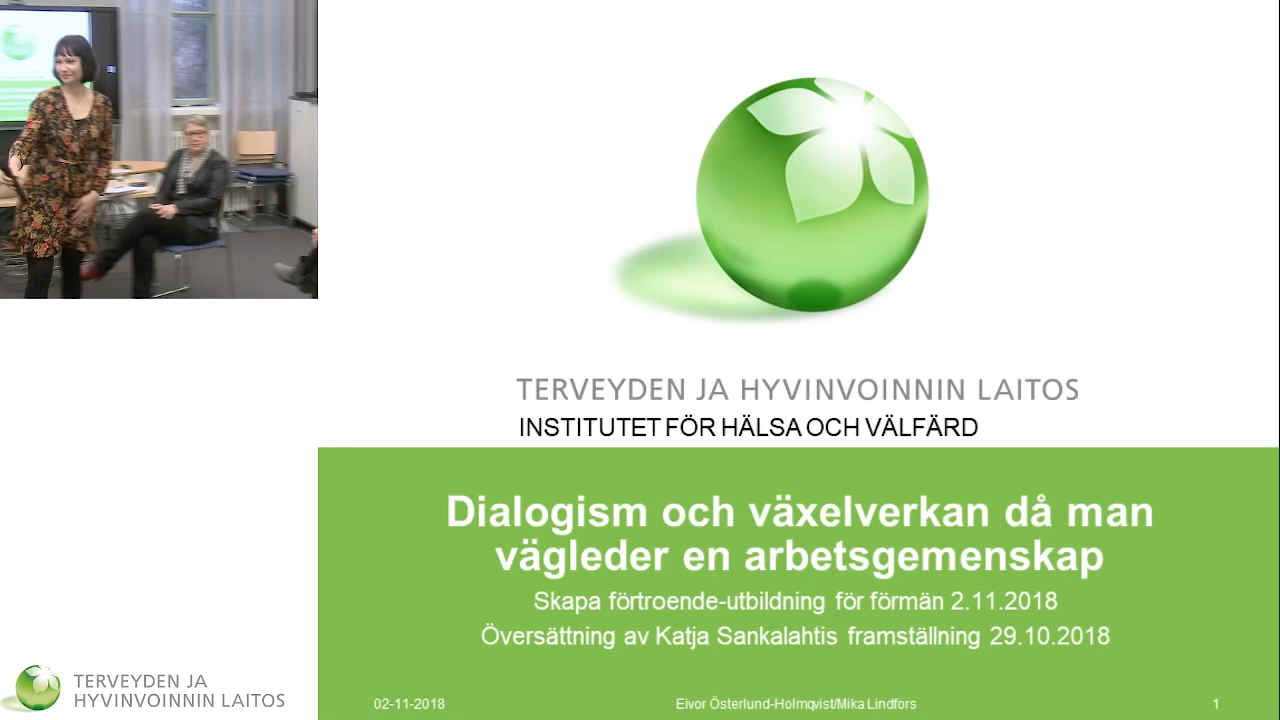 TERVEYDEN JA HYVINVOINNIN LAITOS
INSTITUTET FÖR HÄLSA OCH VÄLFÄRD
Dialogism och växelverkan då man
vägleder en arbetsgemenskap
Skapa förtroende-utbildning för förmän 2.11.2018
Översättning av Katja Sankalahtis framställning 29.10.2018
02-11-2018
Eivor Österlund-Holmqvist/Mika Lindfors
1
TERVEYDEN JA
HYVINVOINNIN LAITOS